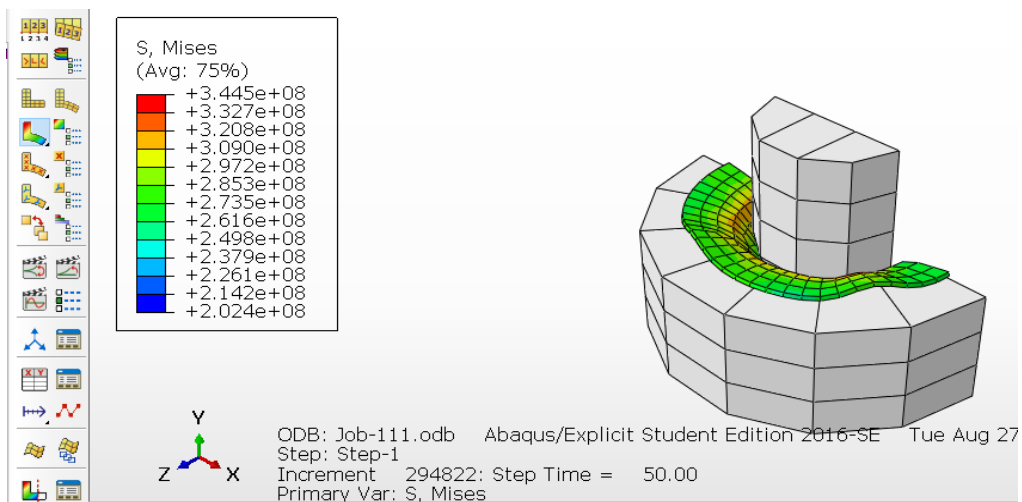 S, Mises
(Avg: 75%)
+3.445e+08
+3.327e+08
+3.208e+08
+3.090e+08
+2.972e+08
+2.853e+08
+2.735e+08
+2.616e+08
+2.498e+08
+2.379e+08
+2.261e+08
+2.142e+08
+2.024e+08
Y
Z X
ODB: Job-111.odb Abaqus/Explicit Student Edition 2016-SE Tue Aug 27
Step: Step-1
Increment 294822: Step Time = 50.00
Primary Var: S, Mises